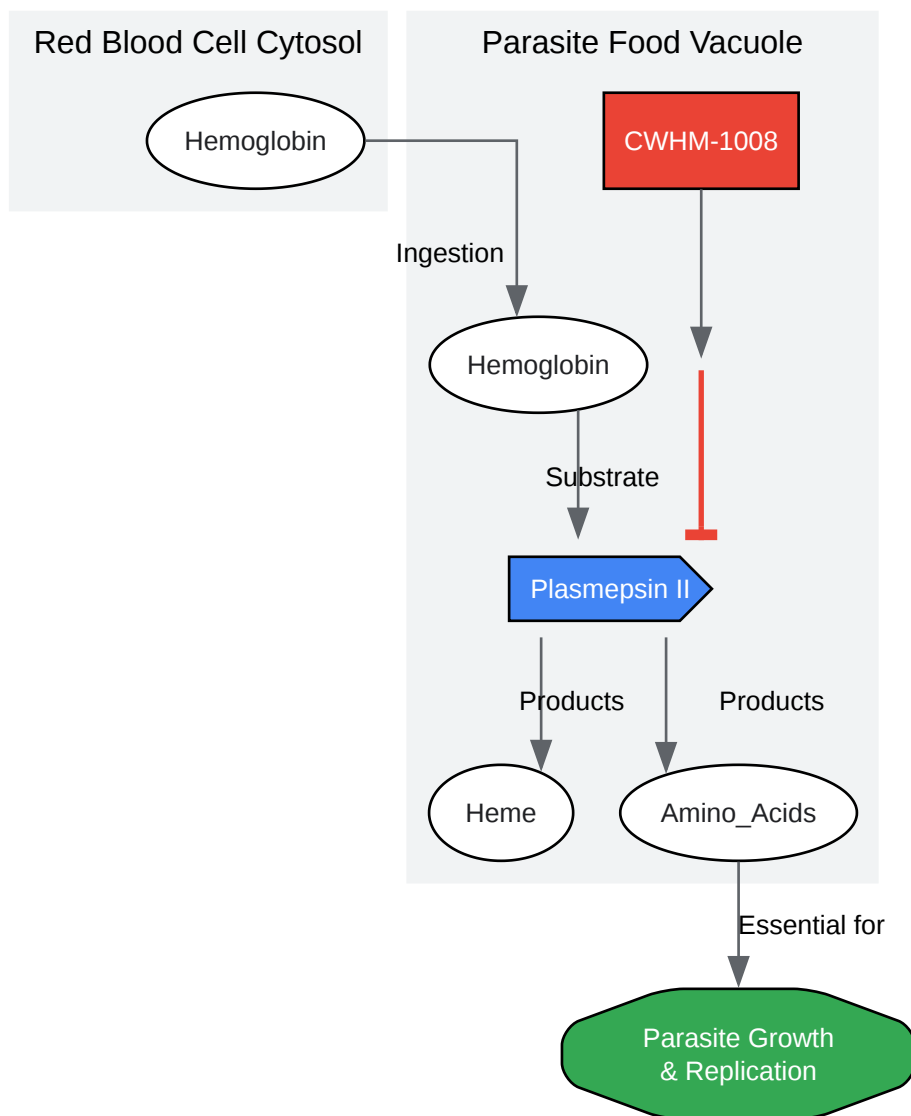 Red Blood Cell Cytosol
Parasite Food Vacuole
Hemoglobin
CWHM-1008
Ingestion
Hemoglobin
Substrate
Plasmepsin II
Products
Products
Heme
Amino_Acids
Essential for
Parasite Growth
& Replication